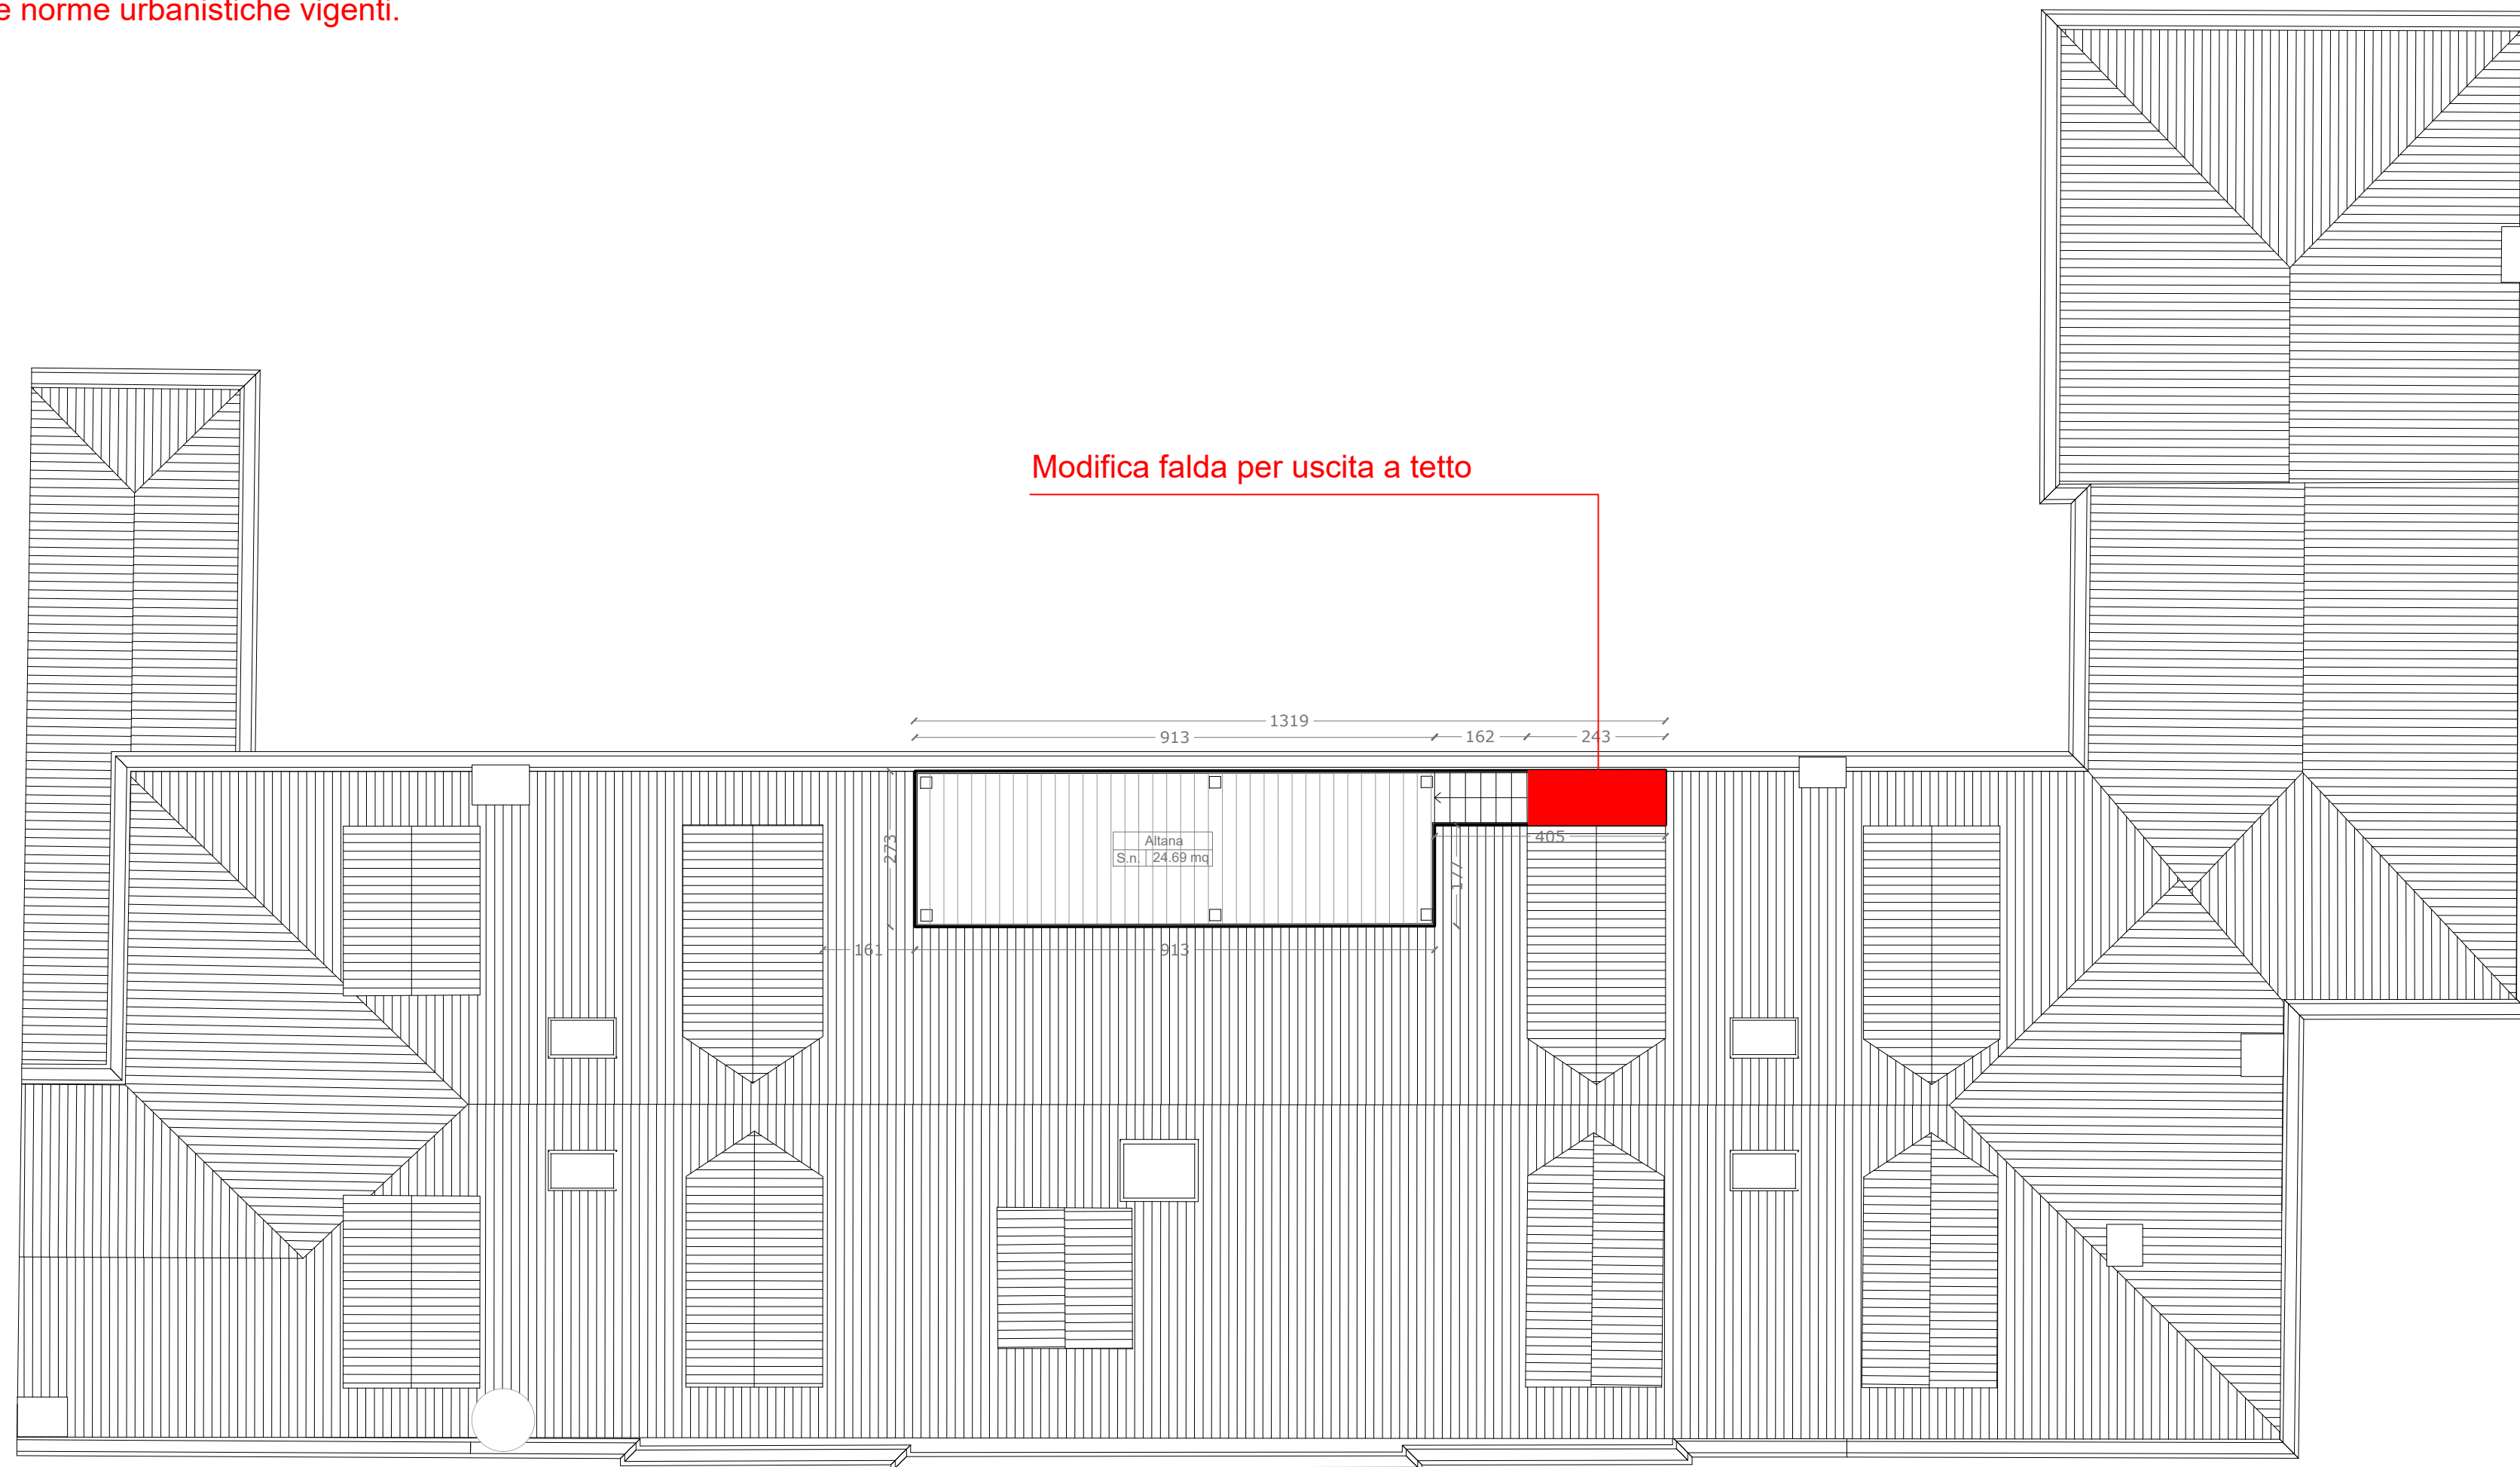 e norme urbanistiche vigenti.
Modifica falda per uscita a tetto
1319
913
162
243
273
Altana
S.n. 24.69 mq
405
177
161
913